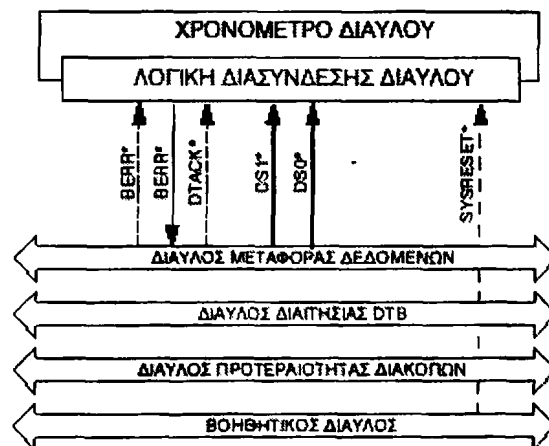 ΧΡΟΝΟΜΕΤΡΟ ΔΙΑΥΛΟΥ
ΛΟΓΙΚΗ ΔΙΑΣΥΝΔΕΣΗΣ ΔΙΑΥΛΟΥ
BERR*
BERR*
DTACK*
DS1*
DS0*
SYSRESET*
ΔΙΑΥΛΟΣ ΜΕΤΑΦΟΡΑΣ ΔΕΔΟΜΕΝΩΝ
ΔΙΑΥΛΟΣ ΔΙΑΙΤΗΣΙΑΣ DTB
ΔΙΑΥΛΟΣ ΠΡΟΤΕΡΑΙΟΤΗΤΑΣ ΔΙΑΚΟΠΩΝ
ΒΟΗΘΗΤΙΚΟΣ ΔΙΑΥΛΟΣ